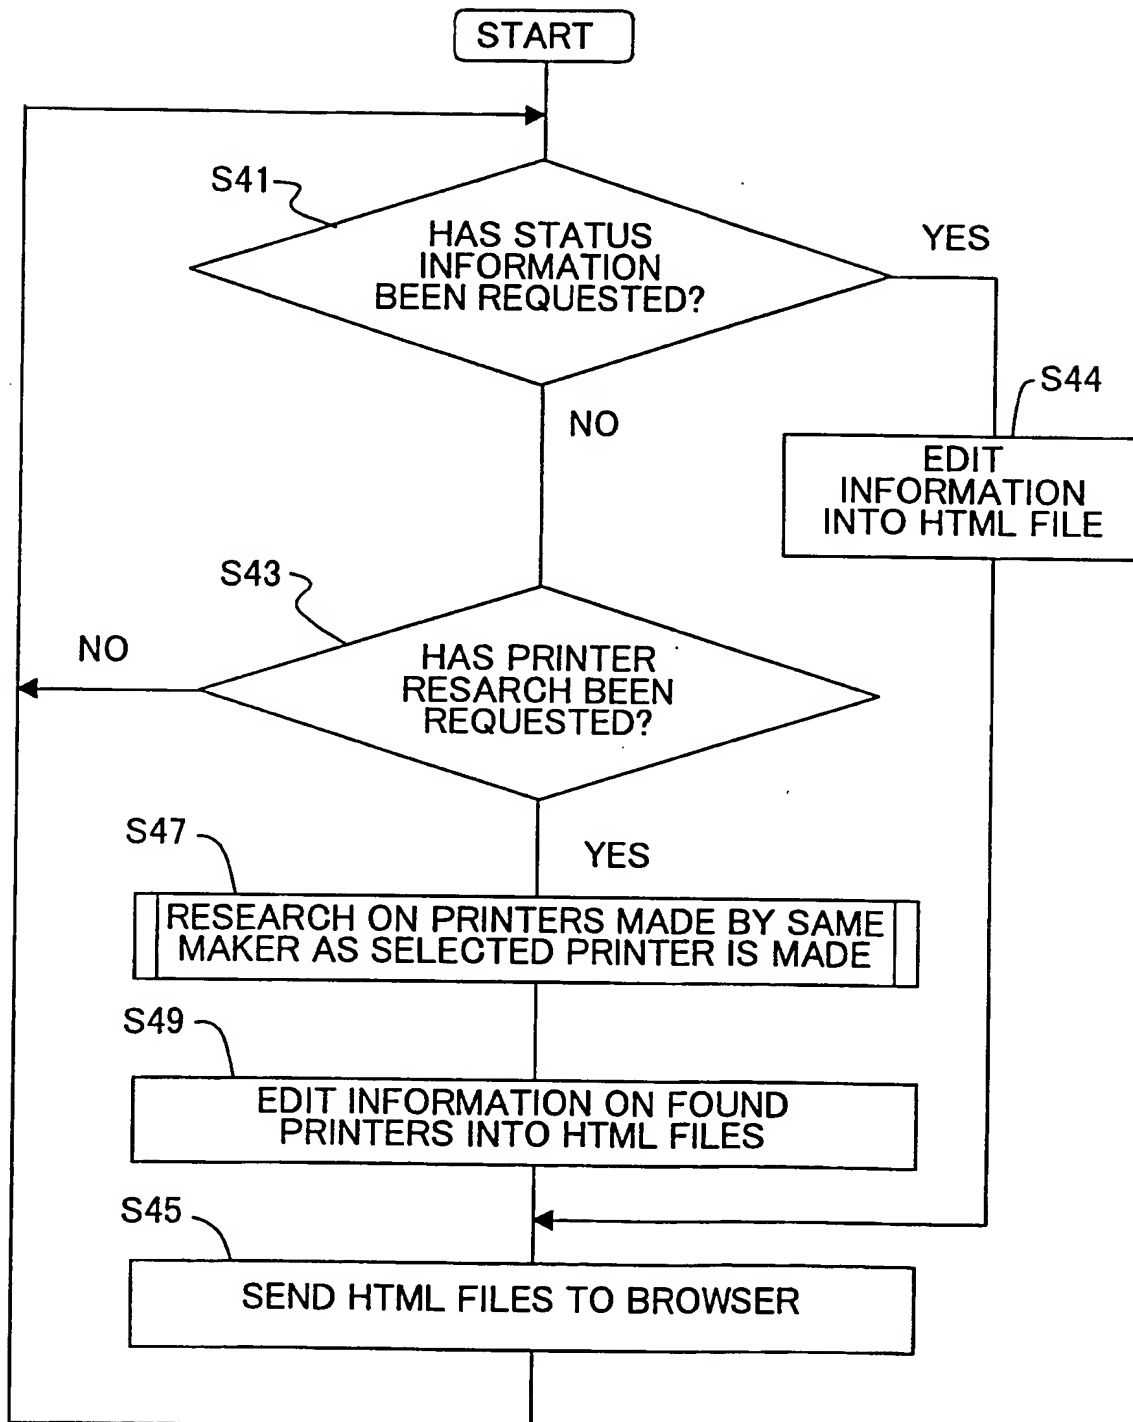 START
S41
HAS STATUS
INFORMATION
BEEN REQUESTED?
YES
S44
NO
EDIT
INFORMATION
INTO HTML FILE
S43
NO
HAS PRINTER
RESARCH BEEN
REQUESTED?
S47
YES
RESEARCH ON PRINTERS MADE BY SAME
MAKER AS SELECTED PRINTER IS MADE
S49
EDIT INFORMATION ON FOUND
PRINTERS INTO HTML FILES
S45
SEND HTML FILES TO BROWSER